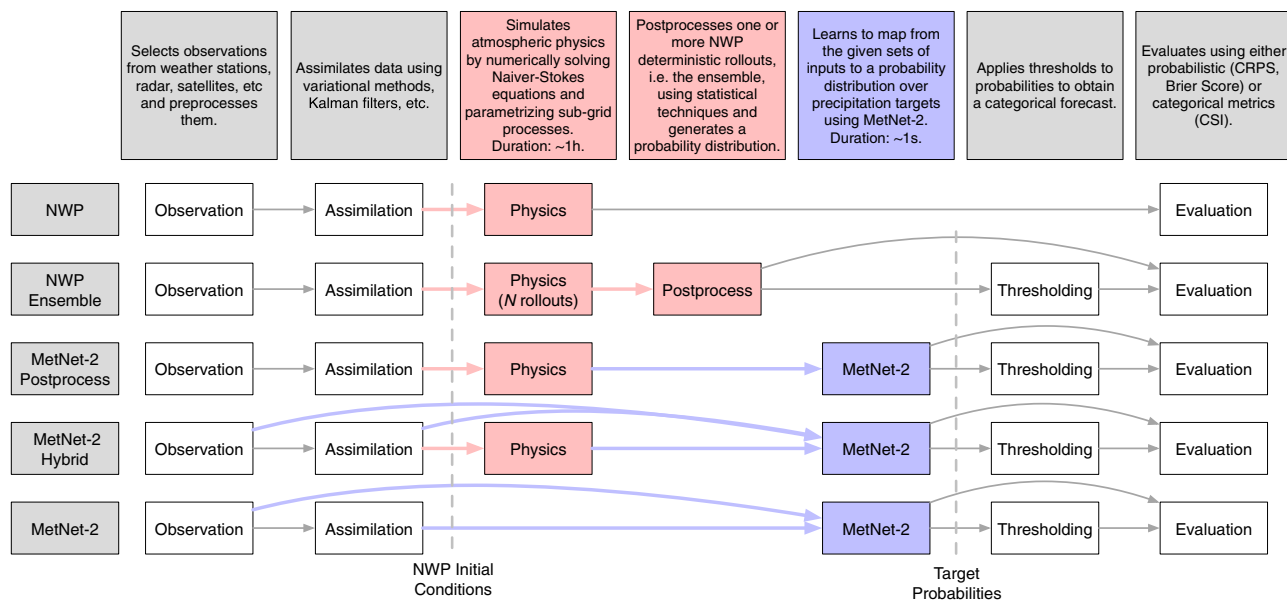 Selects observations
from weather stations,
radar, satellites, etc
and preprocesses
them.
Assimilates data using
variational methods,
Kalman filters, etc.
Simulates
atmospheric physics
by numerically solving
Naiver-Stokes
equations and
parametrizing sub-grid
processes.
Duration: ~1h.
Postprocesses one or
more NWP
deterministic rollouts,
i.e. the ensemble,
using statistical
techniques and
generates a
probability distribution.
Learns to map from
the given sets of
inputs to a probability
distribution over
precipitation targets
using MetNet-2.
Duration: ~1s.
Applies thresholds to
probabilities to obtain
a categorical forecast.
Evaluates using either
probabilistic (CRPS,
Brier Score) or
categorical metrics
(CSI).
NWP
Observation
Assimilation
Physics
Evaluation
NWP
Ensemble
Observation
Assimilation
Physics
(N rollouts)
Postprocess
Thresholding
Evaluation
MetNet-2
Postprocess
Observation
Assimilation
Physics
MetNet-2
Thresholding
Evaluation
MetNet-2
Hybrid
Observation
Assimilation
Physics
MetNet-2
Thresholding
Evaluation
MetNet-2
Observation
Assimilation
MetNet-2
Thresholding
Evaluation
NWP Initial
Conditions
Target
Probabilities